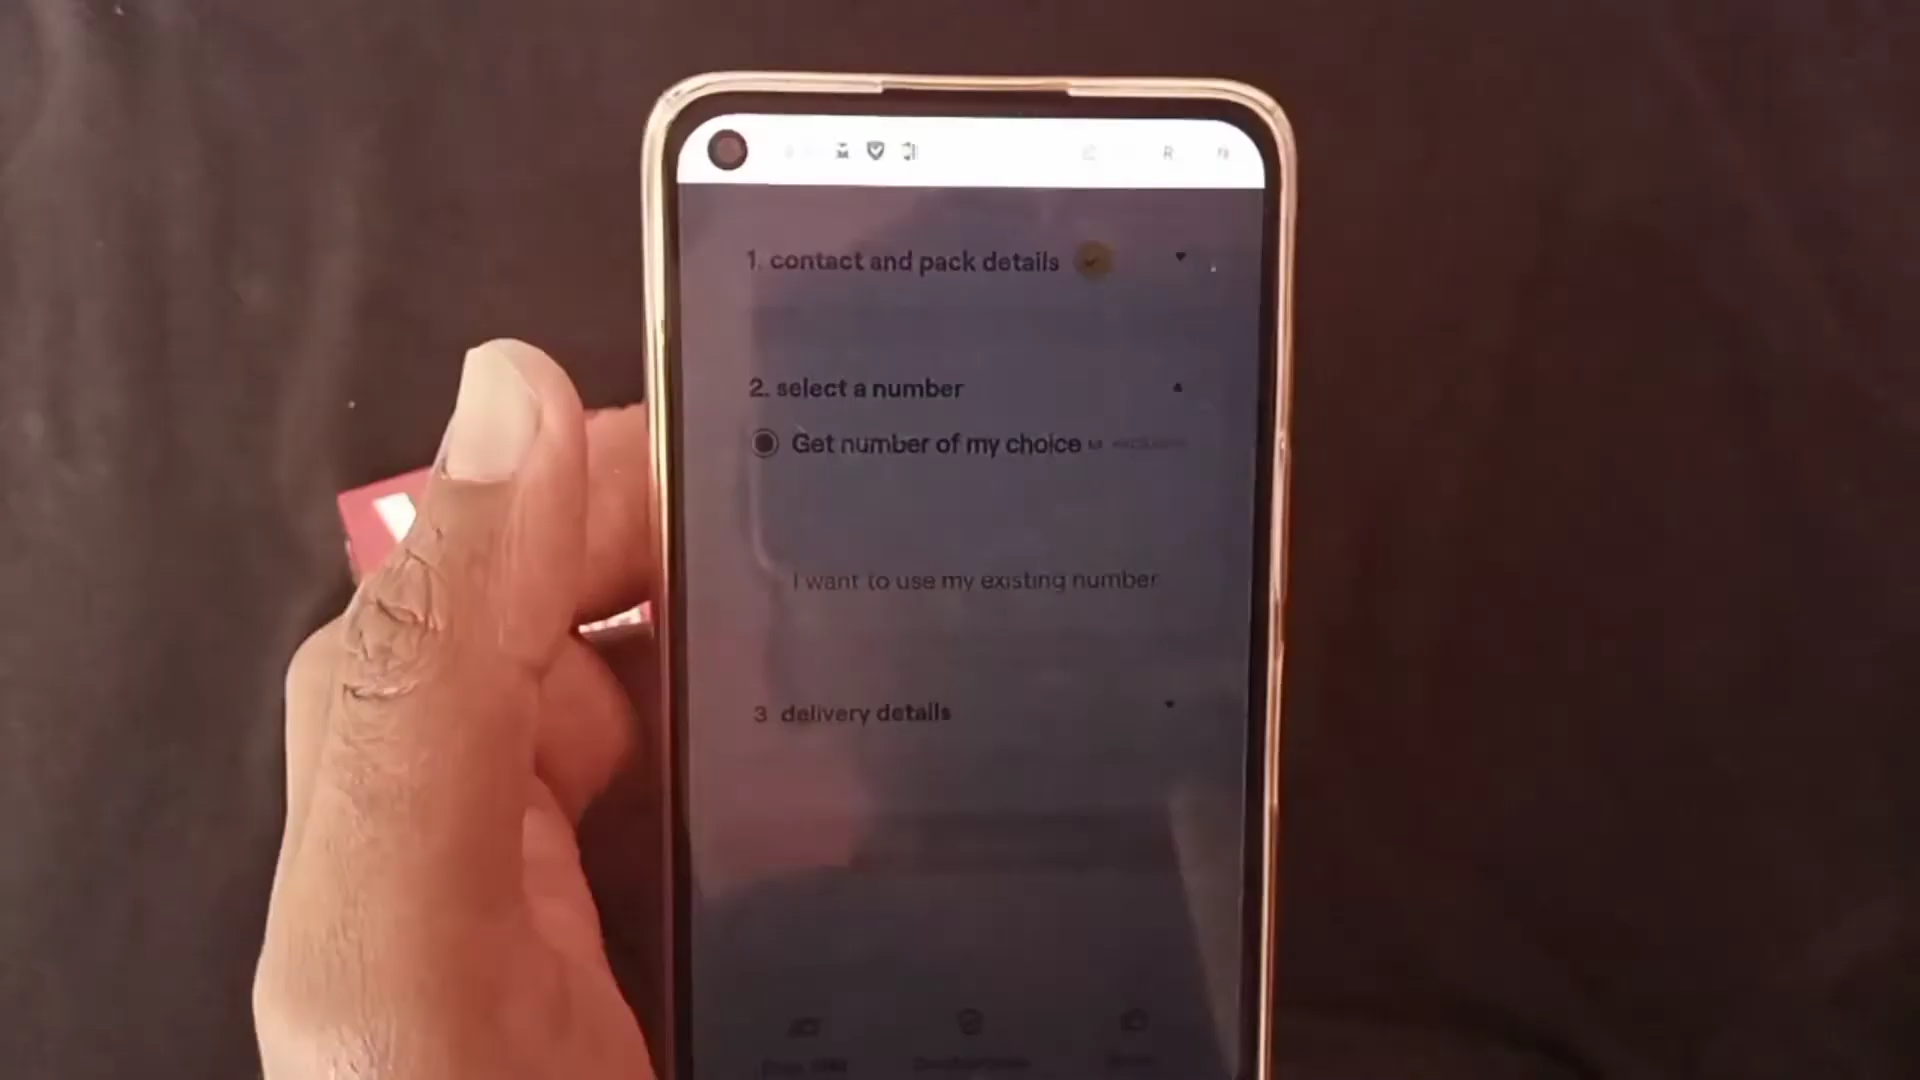 1. contact and pack details
2. select a number
Get number of my choice
I want to use my existing number
3 delivery details